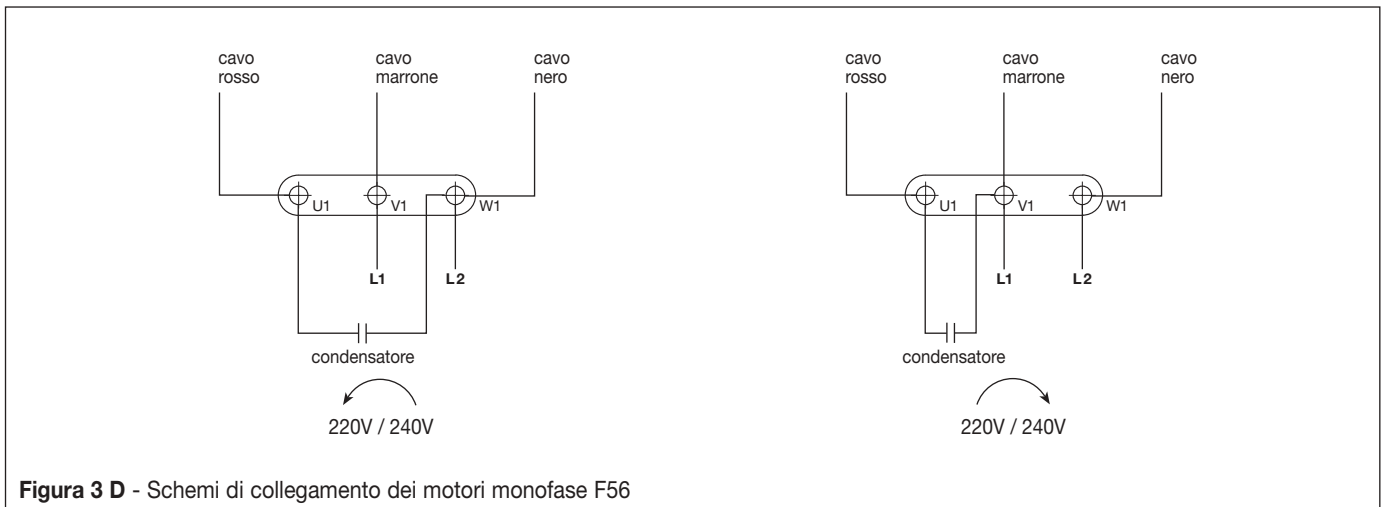 cavo
rosso
cavo
marrone
cavo
nero
U1
V1
W1
L1
L2
condensatore
220V / 240V
cavo
rosso
cavo
marrone
cavo
nero
U1
V1
W1
L1
L2
condensatore
220V / 240V
Figura 3 D - Schemi di collegamento dei motori monofase F56